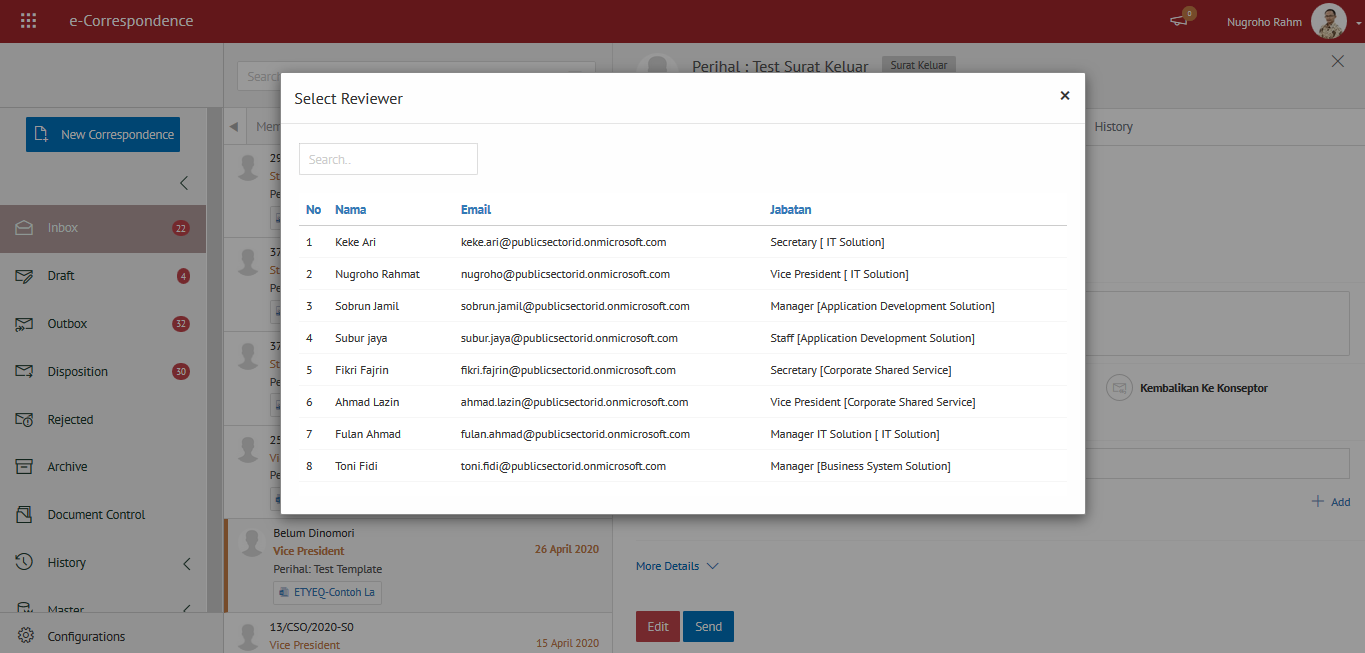 e-Correspondence
0
Nugroho Rahm
Search
Perihal : Test Surat Keluar
Surat Keluar
New Correspondence
Inbox 22
Draft 4
Outbox 32
Disposition 30
Rejected
Archive
Document Control
History
Master
Configurations
Select Reviewer
×
Search..
No Nama Email Jabatan
1 Keke Ari keke.ari@publicsectorid.onmicrosoft.com Secretary [ IT Solution]
2 Nugroho Rahmat nugroho@publicsectorid.onmicrosoft.com Vice President [ IT Solution]
3 Sobrun Jamil sobrun.jamil@publicsectorid.onmicrosoft.com Manager [Application Development Solution]
4 Subur jaya subur.jaya@publicsectorid.onmicrosoft.com Staff [Application Development Solution]
5 Fikri Fajrin fikri.fajrin@publicsectorid.onmicrosoft.com Secretary [Corporate Shared Service]
6 Ahmad Lazin ahmad.lazin@publicsectorid.onmicrosoft.com Vice President [Corporate Shared Service]
7 Fulan Ahmad fulan.ahmad@publicsectorid.onmicrosoft.com Manager IT Solution [ IT Solution]
8 Toni Fidi toni.fidi@publicsectorid.onmicrosoft.com Manager [Business System Solution]
Mem
29
St
Pe
37
St
Pe
37
St
Pe
25
Vi
Pe
Belum Dinomori
Vice President 26 April 2020
Perihal: Test Template
ETYEQ-Contoh La
13/CSO/2020-S0
Vice President 15 April 2020
History
Kembalikan Ke Konseptor
Add
More Details
Edit Send